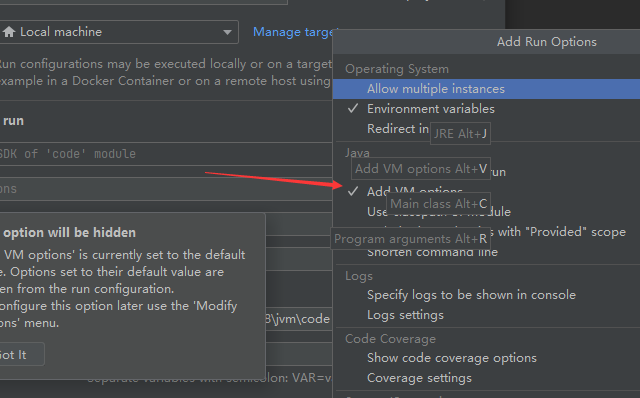 Local machine
Manage targe
Run configurations may be executed locally or on a target
example in a Docker Container or on a remote host using
run
SDK of 'code' module
ons
option will be hidden
VM options' is currently set to the default
e. Options set to their default value are
en from the run configuration.
onfigure this option later use the 'Modify
ons' menu.
Got It
8\jvm\code
Separate variables with semicolon: VAR=v
Add Run Options
Operating System
Allow multiple instances
Environment variables
Redirect in
JRE Alt+J
Java
Add VM options Alt+V
run
Add VM options
Main class Alt+C
Use classpath of module
Program arguments Alt+R
s with "Provided" scope
Shorten command line
Logs
Specify logs to be shown in console
Logs settings
Code Coverage
Show code coverage options
Coverage settings